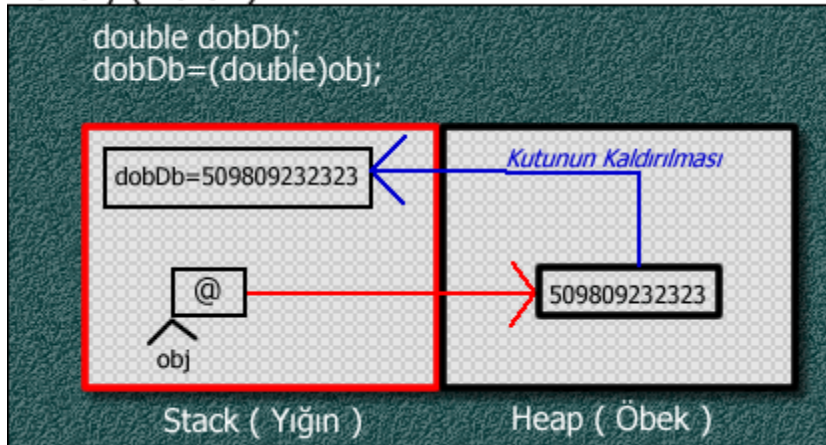 double dobDb;
dobDb=(double)obj;
Kutunun Kaldırılması
dobDb=509809232323
@
509809232323
obj
Stack ( Yığın )
Heap ( Öbek )